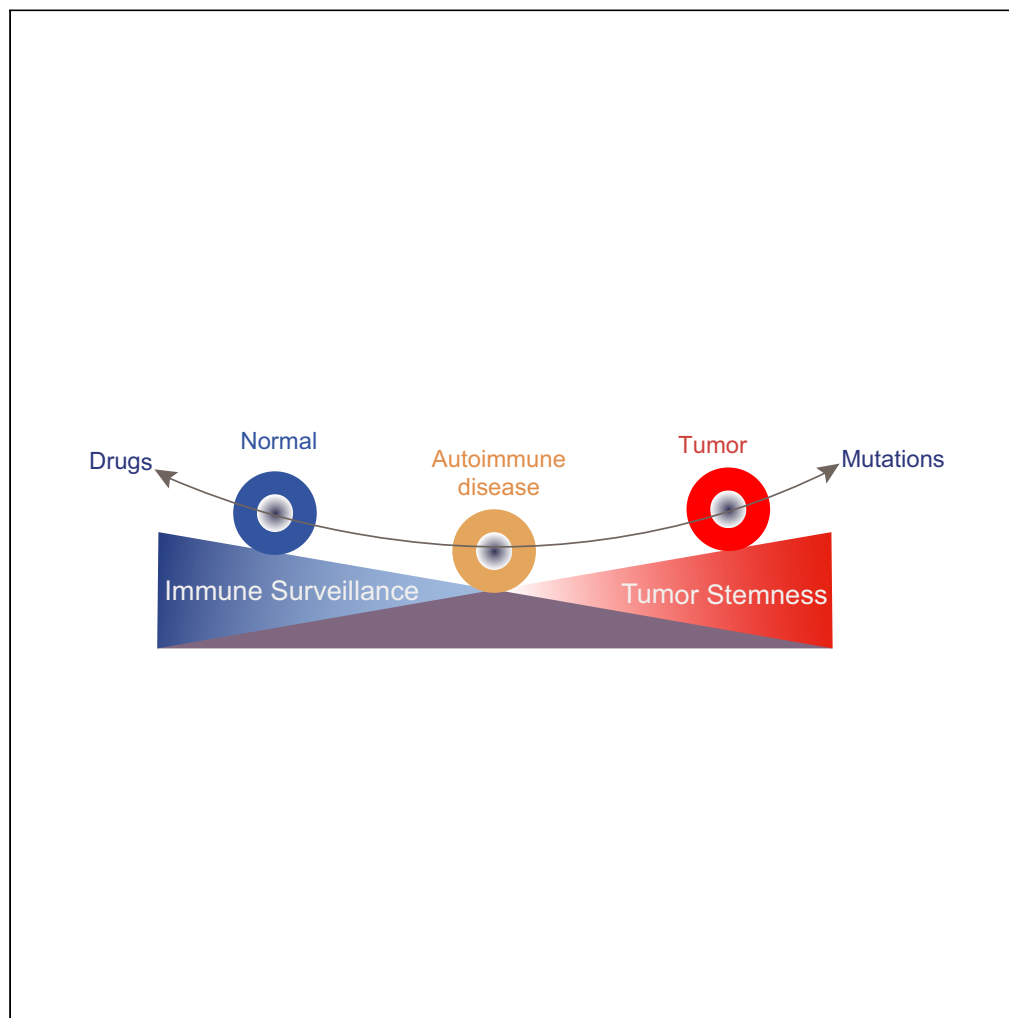 Normal
Tumor
Drugs
Autoimmune
disease
Mutations
Immune Surveillance
Tumor Stemness